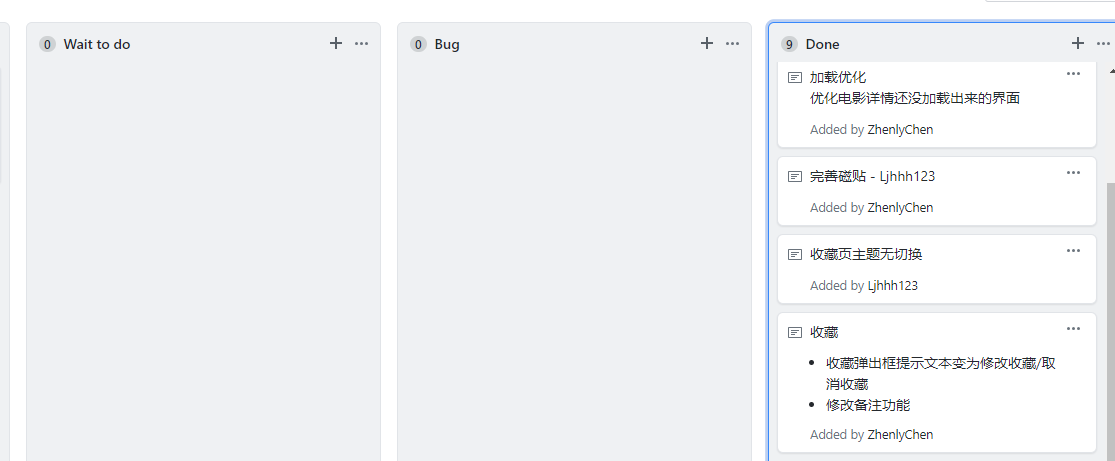 0 Wait to do
0 Bug
9 Done
加载优化
优化电影详情还没加载出来的界面
Added by ZhenlyChen
完善磁贴 - Ljhhh123
Added by ZhenlyChen
收藏页主题无切换
Added by Ljhhh123
收藏
收藏弹出框提示文本变为修改收藏/取
消收藏
修改备注功能
Added by ZhenlyChen